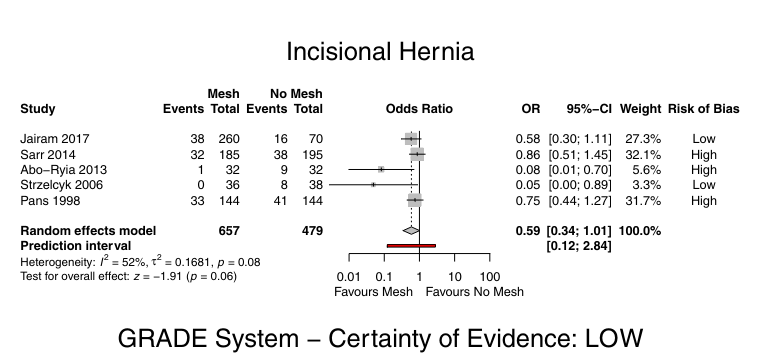 Incisional Hernia
Mesh No Mesh
Study Events Total Events Total Odds Ratio OR 95%−CI Weight Risk of Bias
Jairam 2017 38 260 16 70 0.58 [0.30; 1.11] 27.3% Low
Sarr 2014 32 185 38 195 0.86 [0.51; 1.45] 32.1% High
Abo−Ryia 2013 1 32 9 32 0.08 [0.01; 0.70] 5.6% High
Strzelcyk 2006 0 36 8 38 0.05 [0.00; 0.89] 3.3% Low
Pans 1998 33 144 41 144 0.75 [0.44; 1.27] 31.7% High
Random effects model 657 479 0.59 [0.34; 1.01] 100.0%
Prediction interval [0.12; 2.84]
Heterogeneity: I² = 52%, τ² = 0.1681, p = 0.08
Test for overall effect: z = −1.91 (p = 0.06)
0.01 0.1 1 10 100
Favours Mesh Favours No Mesh
GRADE System − Certainty of Evidence: LOW